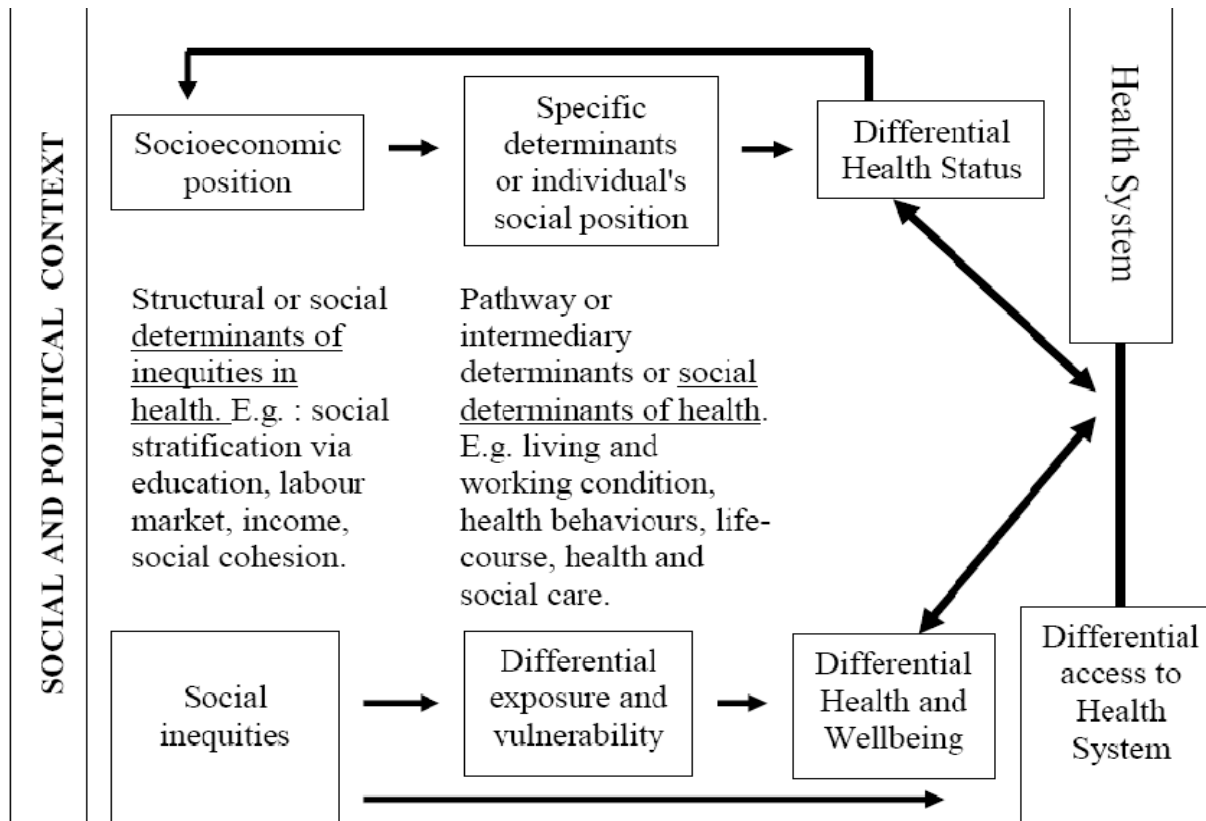 SOCIAL AND POLITICAL CONTEXT
Socioeconomic
position
Specific
determinants
or individual's
social position
Differential
Health Status
Health System
Structural or social
determinants of
inequities in
health. E.g. : social
stratification via
education, labour
market, income,
social cohesion.
Pathway or
intermediary
determinants or social
determinants of health.
E.g. living and
working condition,
health behaviours, life-
course, health and
social care.
Social
inequities
Differential
exposure and
vulnerability
Differential
Health and
Wellbeing
Differential
access to
Health
System